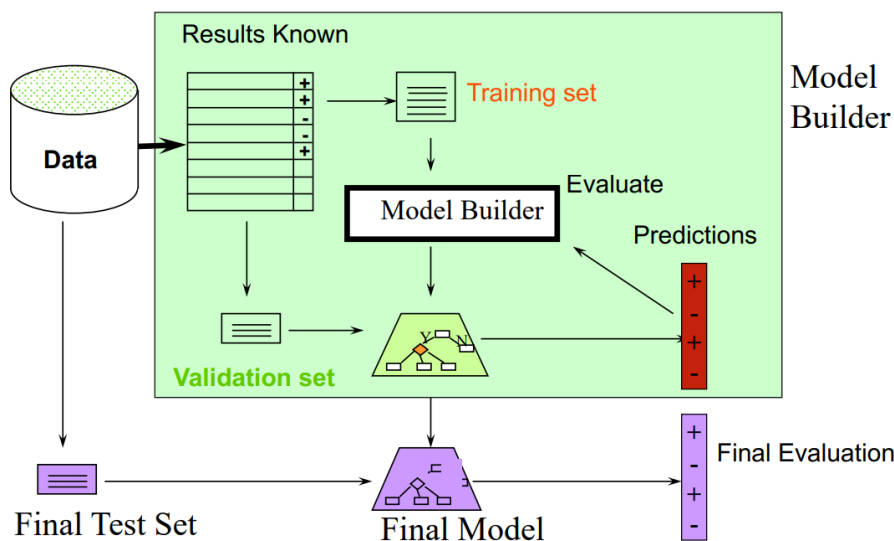 Results Known
Model
Builder
+
+
-
-
+
Training set
Data
Evaluate
Model Builder
Predictions
+
-
+
-
Y
N
Validation set
+
-
+
-
Final Evaluation
Final Test Set
Final Model